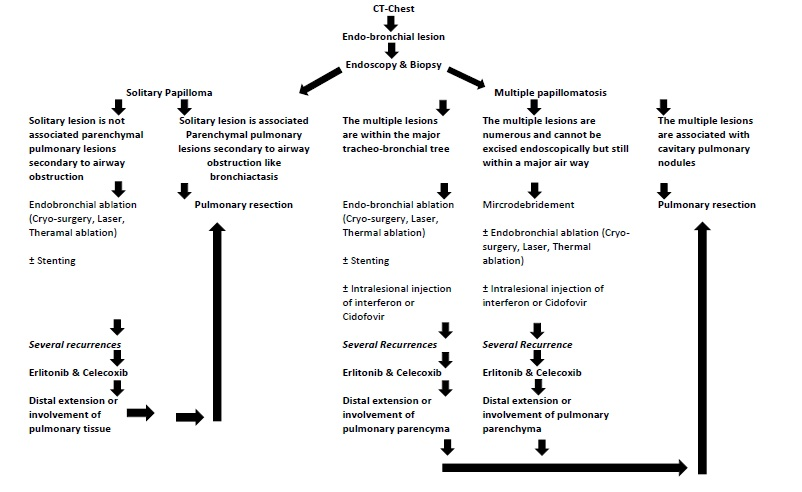 CT-Chest
Endo-bronchial lesion
Endoscopy & Biopsy
Solitary Papilloma
Multiple papillomatosis
Solitary lesion is not
associated parenchymal
pulmonary lesions
secondary to airway
obstruction
Solitary lesion is associated
Parenchymal pulmonary
lesions secondary to airway
obstruction like
bronchiactasis
The multiple lesions
are within the major
tracheo-bronchial tree
The multiple lesions are
numerous and cannot be
excised endoscopically but still
within a major air way
The multiple lesions
are associated with
cavitary pulmonary
nodules
Endobronchial ablation
(Cryo-surgery, Laser,
Theramal ablation)
± Stenting
Pulmonary resection
Endo-bronchial ablation
(Cryo-surgery, Laser,
Thermal ablation)
± Stenting
± Intralesional injection
of interferon or
Cidofovir
Mircrodebridement
± Endobronchial ablation (Cryo-
surgery, Laser, Thermal
ablation)
± Intralesional injection of
interferon or Cidofovir
Pulmonary resection
Several recurrences
Erlitonib & Celecoxib
Distal extension or
involvement of
pulmonary tissue
Several Recurrences
Erlitonib & Celecoxib
Distal extension or
involvement of
pulmonary parencyma
Several Recurrence
Erlitonib & Celecoxib
Distal extension or
involvement of pulmonary
parenchyma